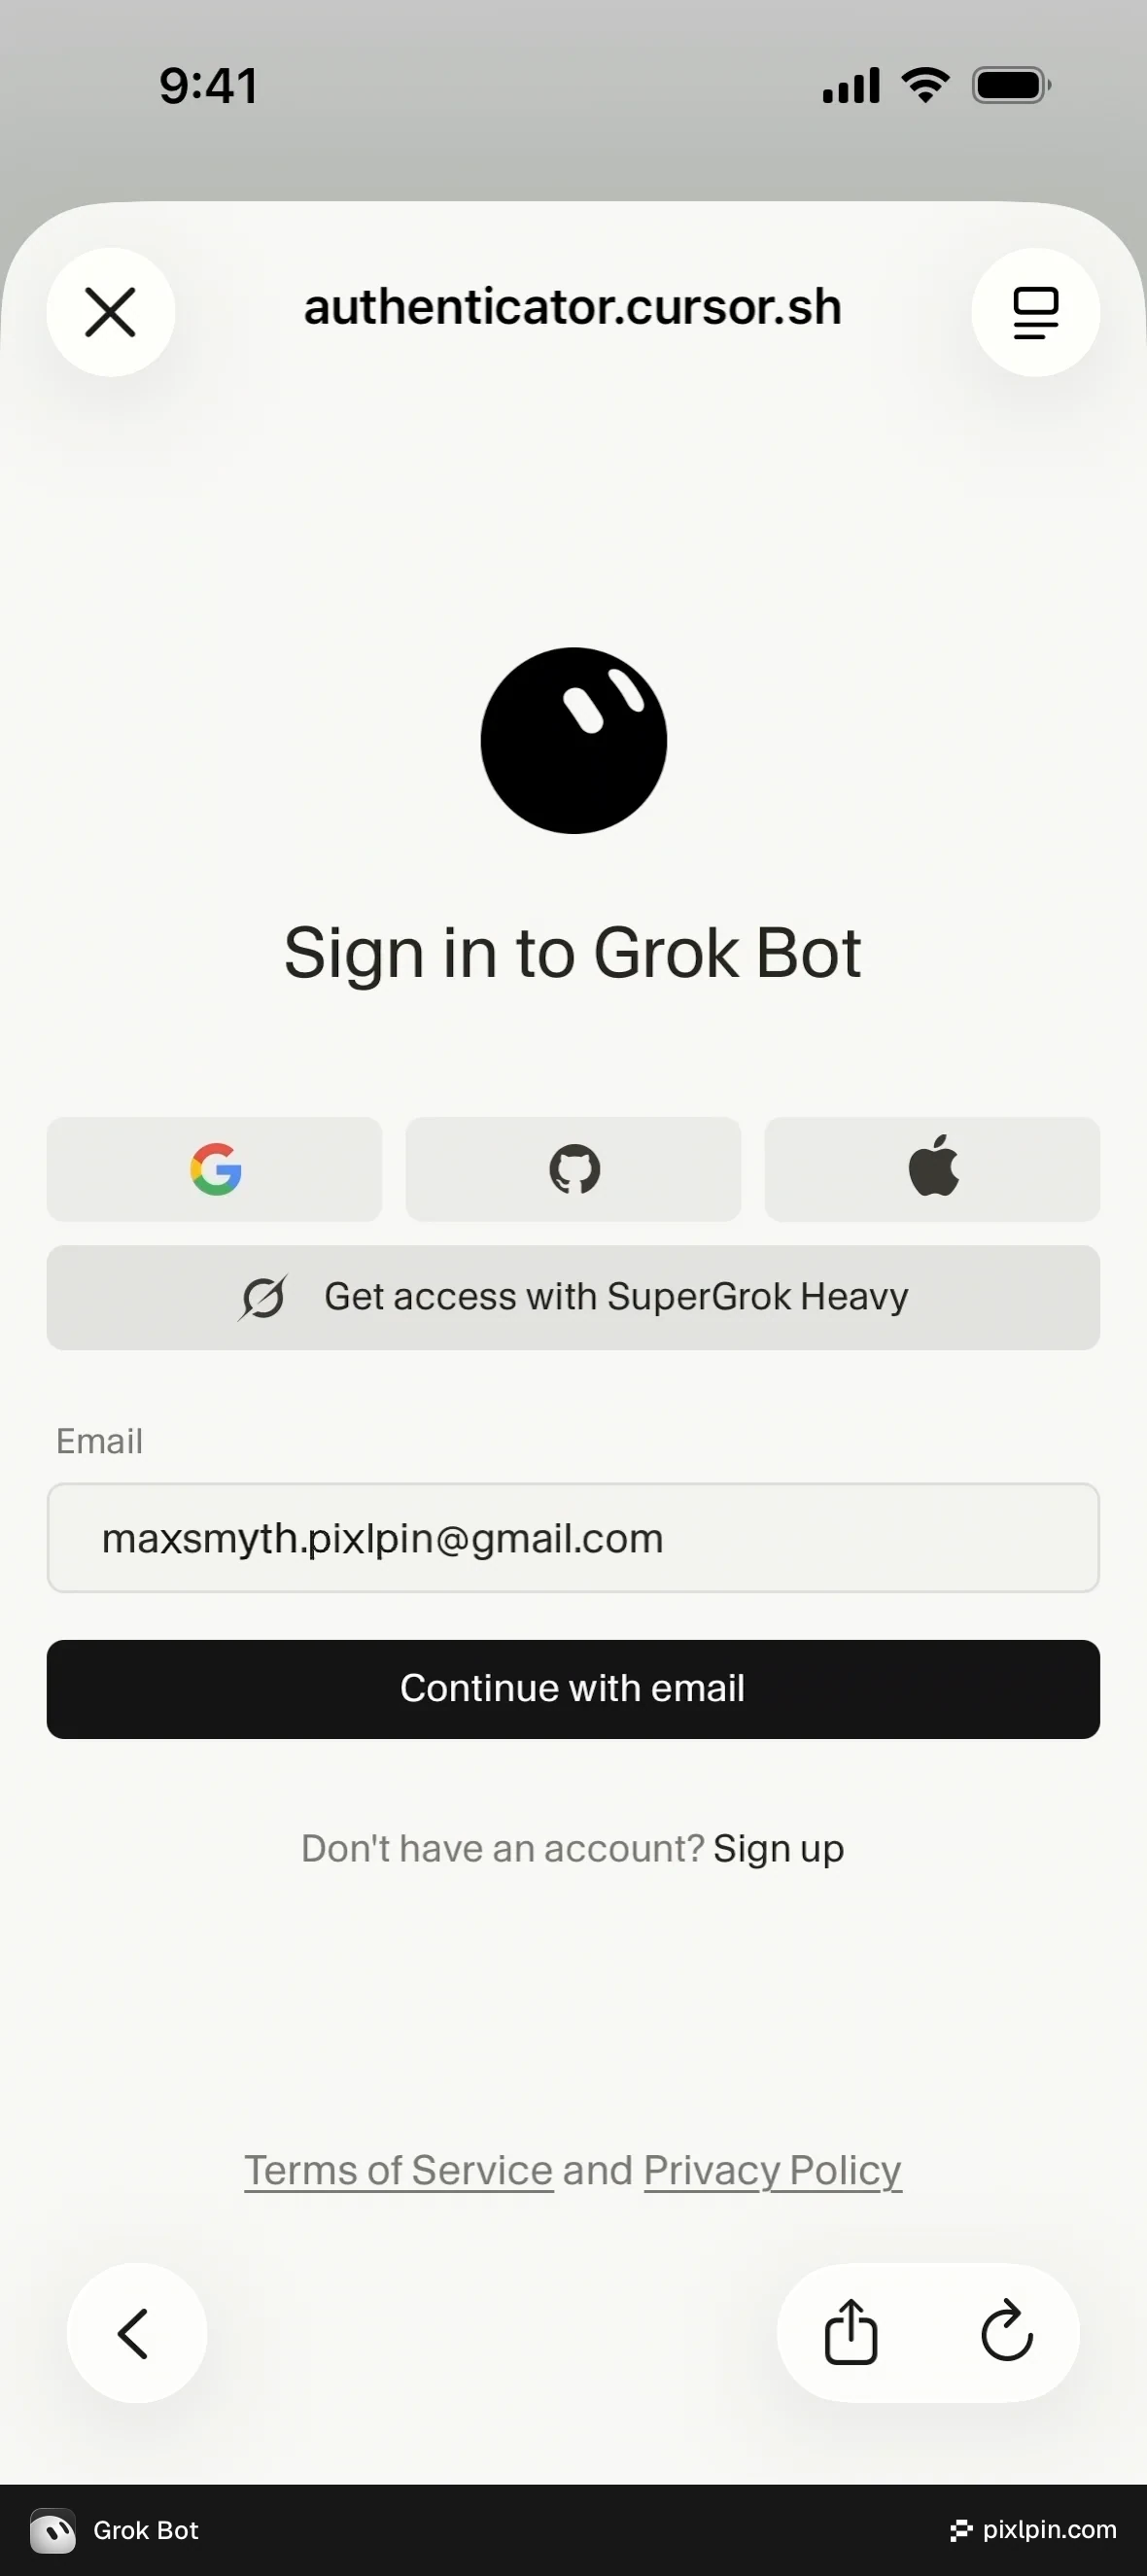 9:41
authenticator.cursor.sh
Sign in to Grok Bot
Get access with SuperGrok Heavy
Email
maxsmyth.pixlpin@gmail.com
Continue with email
Don't have an account? Sign up
Terms of Service and Privacy Policy
Grok Bot
pixlpin.com